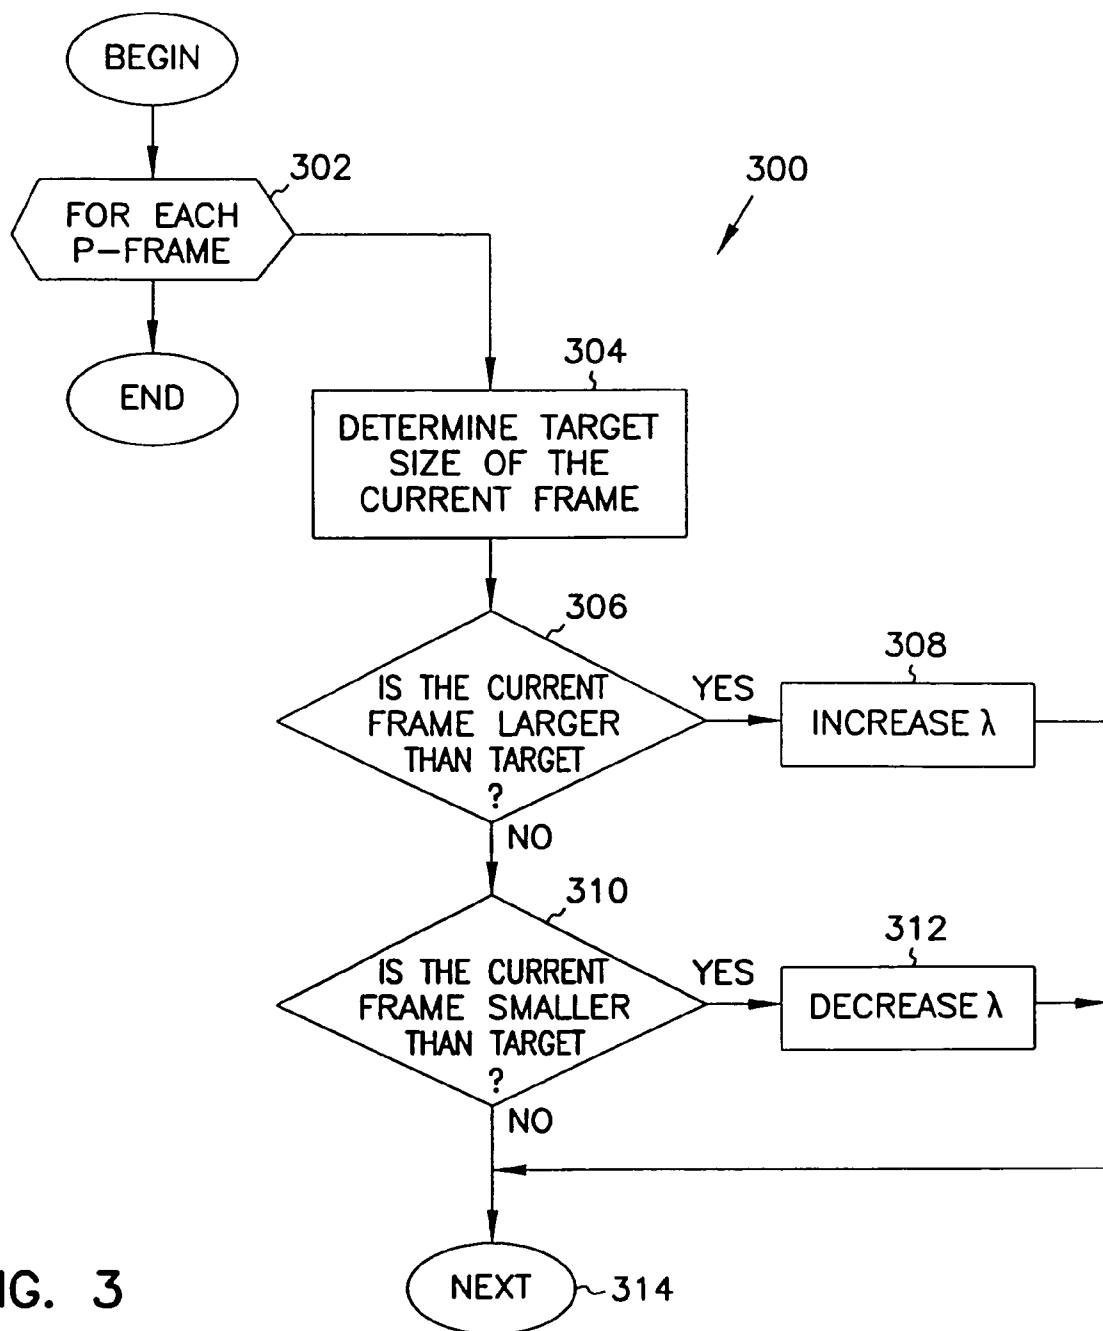 BEGIN
302
FOR EACH
P-FRAME
300
END
304
DETERMINE TARGET
SIZE OF THE
CURRENT FRAME
306
IS THE CURRENT
FRAME LARGER
THAN TARGET
?
YES
308
INCREASE λ
NO
310
IS THE CURRENT
FRAME SMALLER
THAN TARGET
?
YES
312
DECREASE λ
NO
NEXT
314
IG. 3